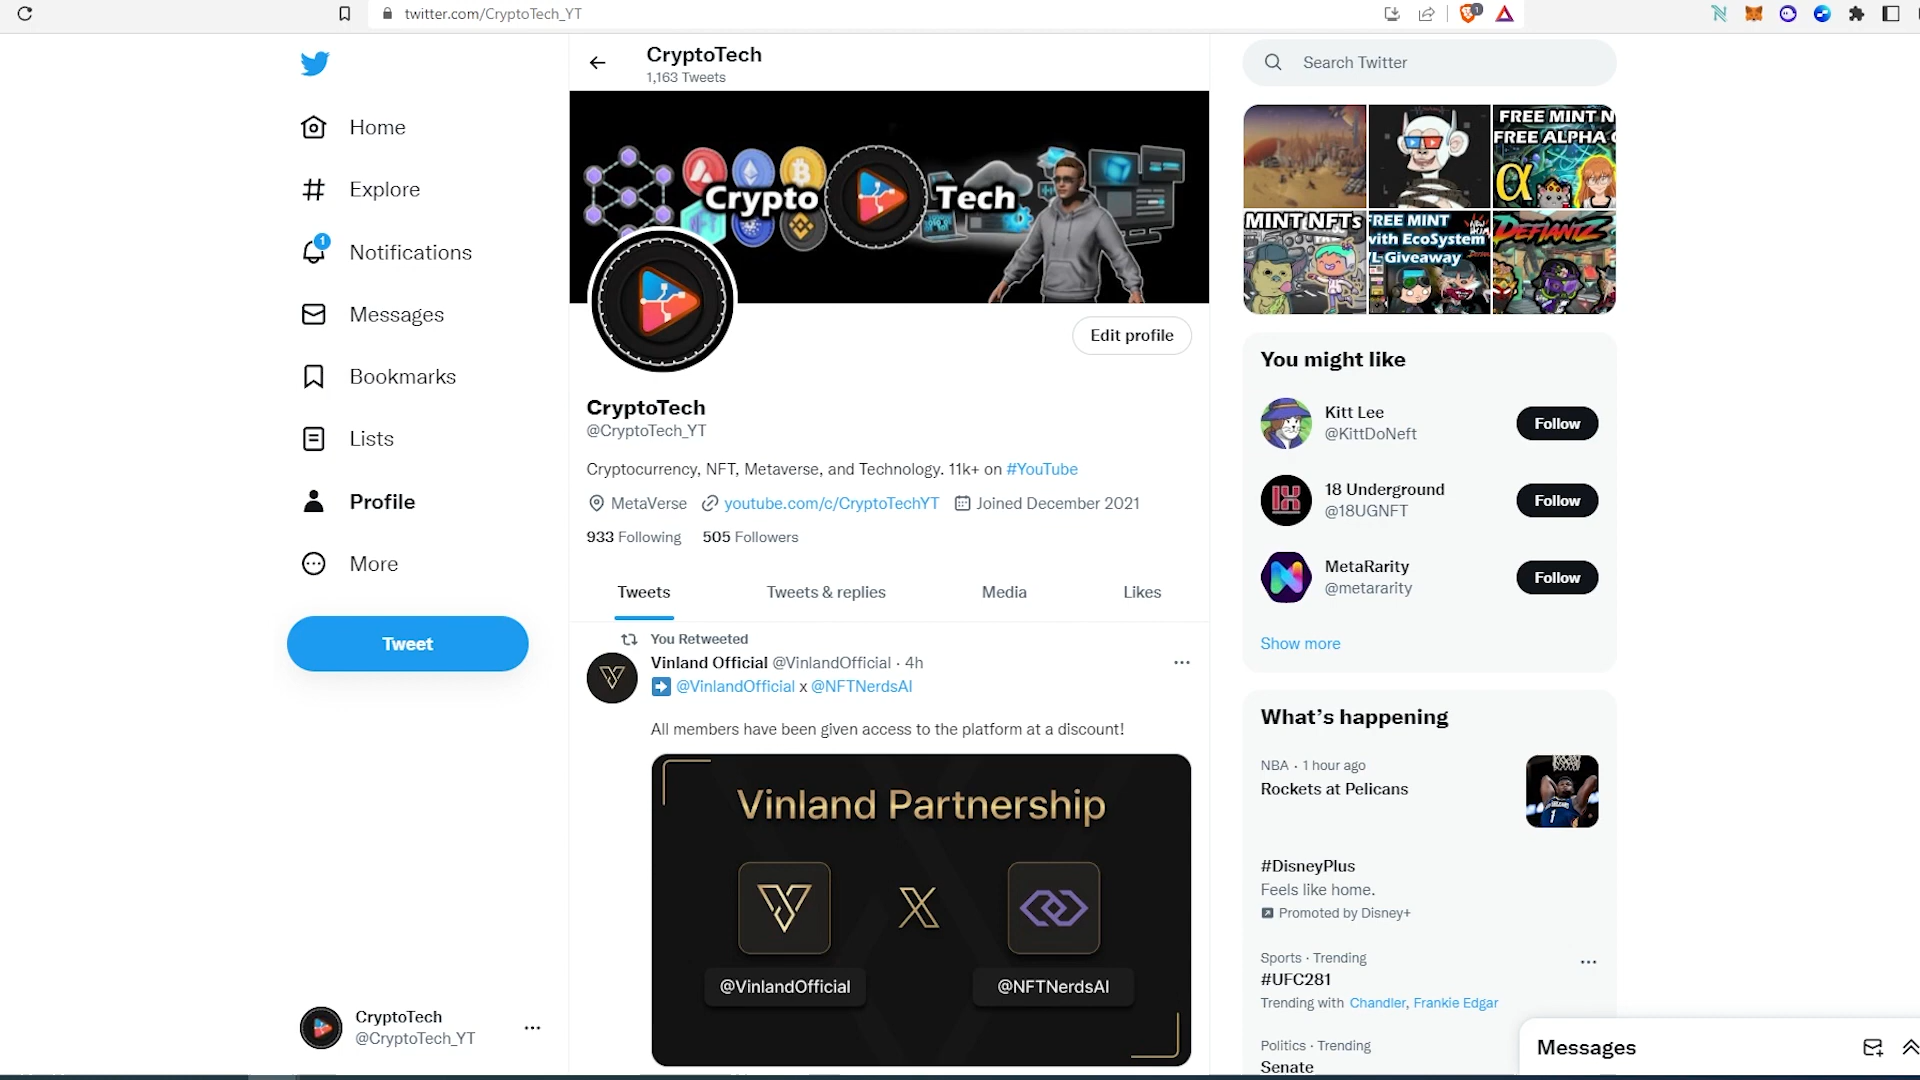 twitter.com/CryptoTech_YT
1
Home
Explore
1
Notifications
Messages
Bookmarks
Lists
Profile
More
Tweet
CryptoTech
@CryptoTech_YT
CryptoTech
1,163 Tweets
Crypto Tech
Edit profile
CryptoTech
@CryptoTech_YT
Cryptocurrency, NFT, Metaverse, and Technology. 11k+ on #YouTube
MetaVerse youtube.com/c/CryptoTechYT Joined December 2021
933 Following 505 Followers
Tweets Tweets & replies Media Likes
You Retweeted
Vinland Official @VinlandOfficial · 4h
@VinlandOfficial x @NFTNerdsAI
All members have been given access to the platform at a discount!
Vinland Partnership
X
@VinlandOfficial @NFTNerdsAI
Search Twitter
FREE MINT N
FREE ALPHA
α
MINT NFTs
FREE MINT
with EcoSystem
Giveaway
DEFIANTZ
You might like
Kitt Lee
@KittDoNeft
Follow
18 Underground
@18UGNFT
Follow
MetaRarity
@metararity
Follow
Show more
What's happening
NBA · 1 hour ago
Rockets at Pelicans
#DisneyPlus
Feels like home.
Promoted by Disney+
Sports · Trending
#UFC281
Trending with Chandler, Frankie Edgar
Politics · Trending
Senate
Messages